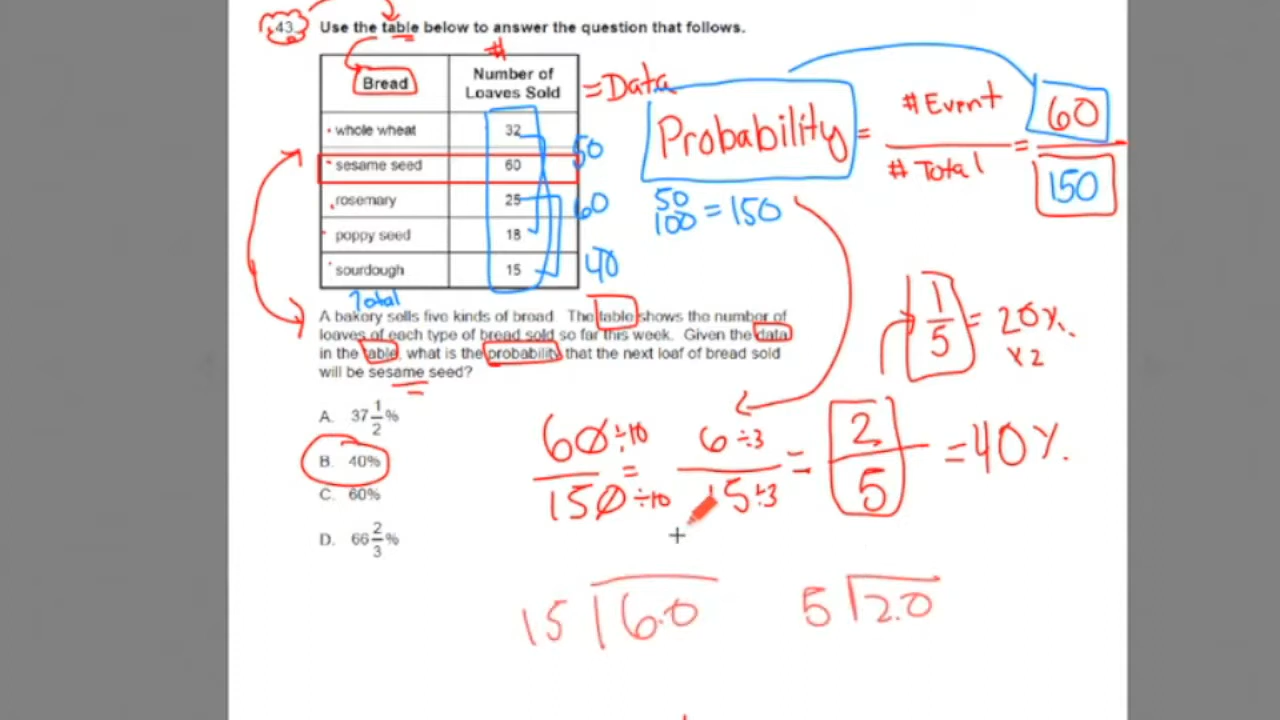 43. Use the table below to answer the question that follows.
#
Bread Number of Loaves Sold = Data
whole wheat 32
sesame seed 60
rosemary 25
poppy seed 18
sourdough 15
50
60
40
Total
Probability = # Event / # Total = 60 / 150
50
100 = 150
A bakery sells five kinds of bread. The table shows the number of
loaves of each type of bread sold so far this week. Given the data
in the table, what is the probability that the next loaf of bread sold
will be sesame seed?
1/5 = 20%.
x2
A. 37 1/2 %
B. 40%
C. 60%
D. 66 2/3 %
60 ÷10 / 150 ÷10 = 6 ÷3 / 15 ÷3 = 2 / 5 = 40%.
15 6.0
5 2.0